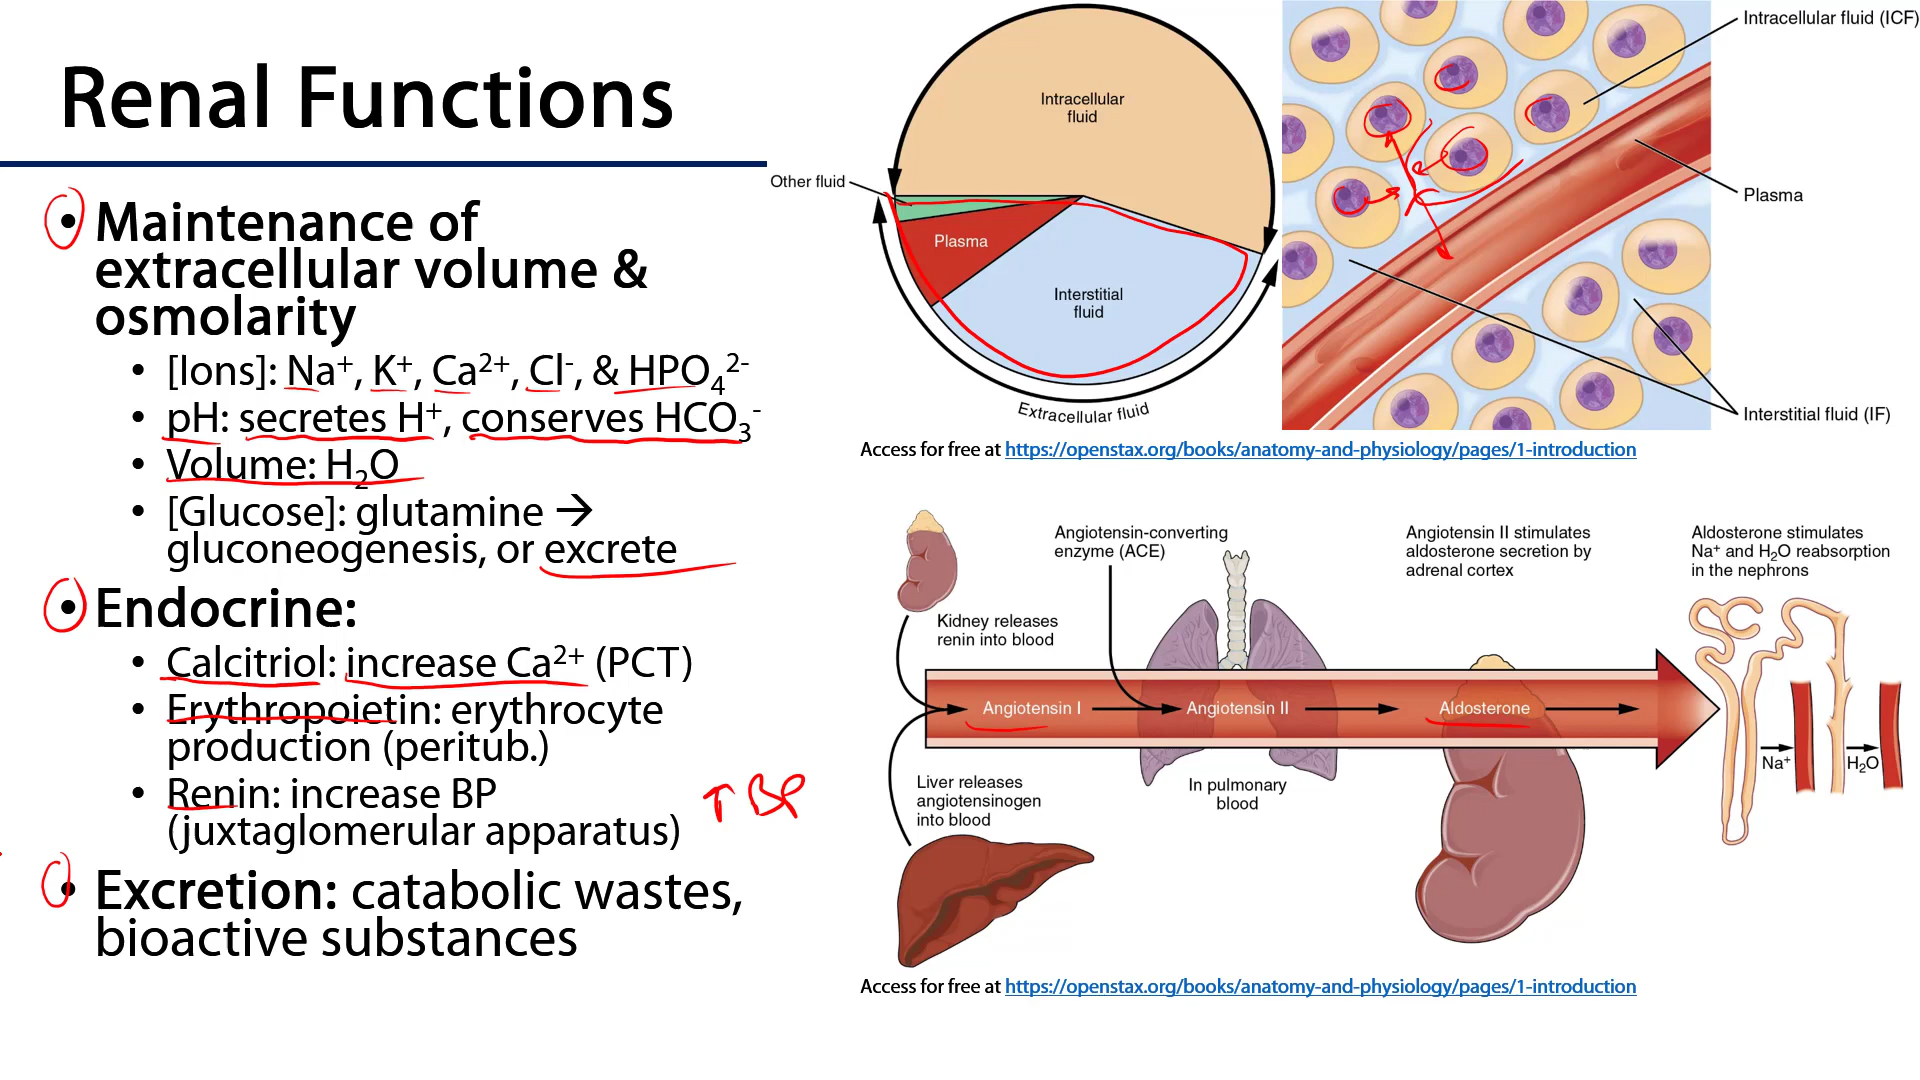 Renal Functions
• Maintenance of
extracellular volume &
osmolarity
• [Ions]: Na⁺, K⁺, Ca²⁺, Cl⁻, & HPO₄²⁻
• pH: secretes H⁺, conserves HCO₃⁻
• Volume: H₂O
• [Glucose]: glutamine →
gluconeogenesis, or excrete
• Endocrine:
• Calcitriol: increase Ca²⁺ (PCT)
• Erythropoietin: erythrocyte
production (peritub.)
• Renin: increase BP
(juxtaglomerular apparatus)
↑ BP
• Excretion: catabolic wastes,
bioactive substances
Intracellular
fluid
Other fluid
Plasma
Interstitial
fluid
Extracellular fluid
Intracellular fluid (ICF)
Plasma
Interstitial fluid (IF)
Access for free at https://openstax.org/books/anatomy-and-physiology/pages/1-introduction
Angiotensin-converting
enzyme (ACE)
Angiotensin II stimulates
aldosterone secretion by
adrenal cortex
Aldosterone stimulates
Na⁺ and H₂O reabsorption
in the nephrons
Kidney releases
renin into blood
Angiotensin I
Angiotensin II
Aldosterone
Na⁺
H₂O
Liver releases
angiotensinogen
into blood
In pulmonary
blood
Access for free at https://openstax.org/books/anatomy-and-physiology/pages/1-introduction